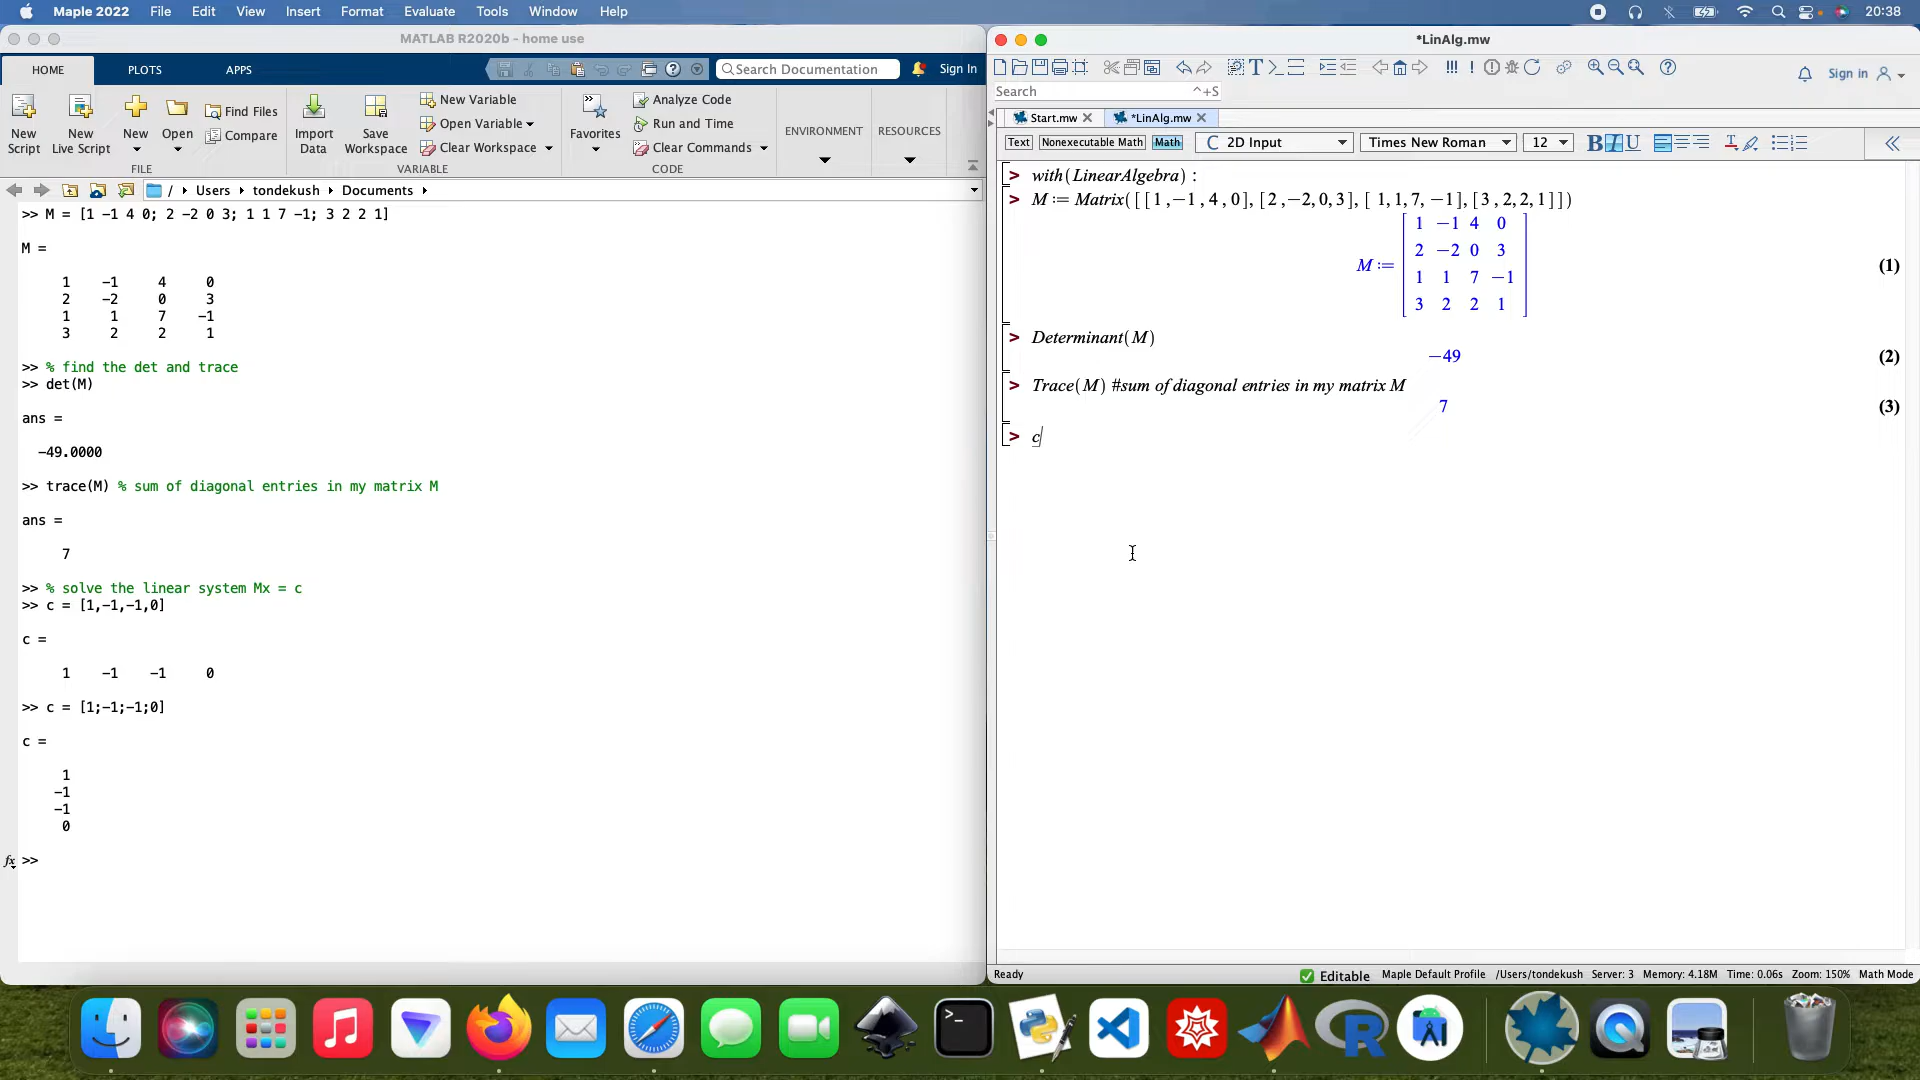 Maple 2022 File Edit View Insert Format Evaluate Tools Window Help 20:38
MATLAB R2020b - home use
HOME PLOTS APPS Search Documentation Sign In
New Script
New Live Script
New
Open
Find Files
Compare
FILE
Import Data
Save Workspace
New Variable
Open Variable
Clear Workspace
VARIABLE
Favorites
Analyze Code
Run and Time
Clear Commands
CODE
ENVIRONMENT
RESOURCES
/ Users tondekush Documents
>> M = [1 -1 4 0; 2 -2 0 3; 1 1 7 -1; 3 2 2 1]
M =
1 -1 4 0
2 -2 0 3
1 1 7 -1
3 2 2 1
>> % find the det and trace
>> det(M)
ans =
-49.0000
>> trace(M) % sum of diagonal entries in my matrix M
ans =
7
>> % solve the linear system Mx = c
>> c = [1,-1,-1,0]
c =
1 -1 -1 0
>> c = [1;-1;-1;0]
c =
1
-1
-1
0
fx >>
*LinAlg.mw
Sign in
Search ^+S
Start.mw *LinAlg.mw
Text Nonexecutable Math Math C 2D Input Times New Roman 12 B I U
> with(LinearAlgebra) :
> M := Matrix([[1,−1,4,0],[2,−2,0,3],[1,1,7,−1],[3,2,2,1]])
M := 1 −1 4 0
2 −2 0 3
1 1 7 −1
3 2 2 1
(1)
> Determinant(M)
−49 (2)
> Trace(M) #sum of diagonal entries in my matrix M
7 (3)
> c
Ready Editable Maple Default Profile /Users/tondekush Server: 3 Memory: 4.18M Time: 0.06s Zoom: 150% Math Mode